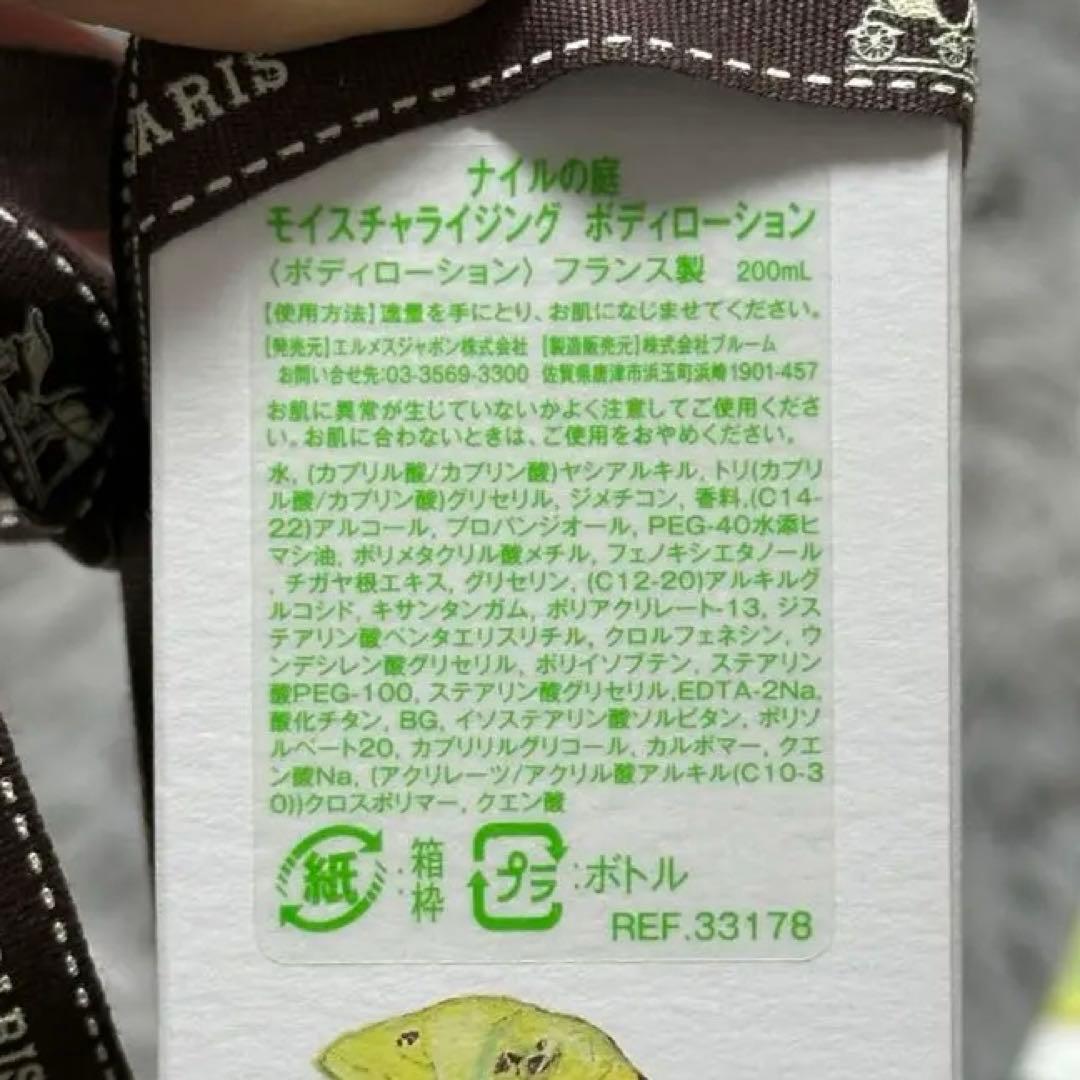 ARIS
ナイルの庭
モイスチャライジング ボディローション
〈ボディローション〉 フランス製 200mL
【使用方法】適量を手にとり、お肌になじませてください。
【発売元】エルメスジャポン株式会社 【製造販売元】株式会社ブルーム
お問い合せ先:03-3569-3300 佐賀県唐津市浜玉町浜崎1901-457
お肌に異常が生じていないかよく注意してご使用くださ
い。お肌に合わないときは、ご使用をおやめください。
水, (カプリル酸/カプリン酸)ヤシアルキル, トリ(カプリ
ル酸/カプリン酸)グリセリル, ジメチコン, 香料,(C14-
22)アルコール, プロパンジオール, PEG-40水添ヒ
マシ油, ポリメタクリル酸メチル, フェノキシエタノール
, チガヤ根エキス, グリセリン, (C12-20)アルキルグ
ルコシド, キサンタンガム, ポリアクリレート-13, ジス
テアリン酸ペンタエリスリチル, クロルフェネシン, ウ
ンデシレン酸グリセリル, ポリイソブテン, ステアリン
酸PEG-100, ステアリン酸グリセリル,EDTA-2Na,
酸化チタン, BG, イソステアリン酸ソルビタン, ポリソ
ルベート20, カプリリルグリコール, カルボマー, クエ
ン酸Na, (アクリレーツ/アクリル酸アルキル(C10-3
0))クロスポリマー, クエン酸
紙 :箱 :枠 プラ :ボトル
REF.33178
RIS